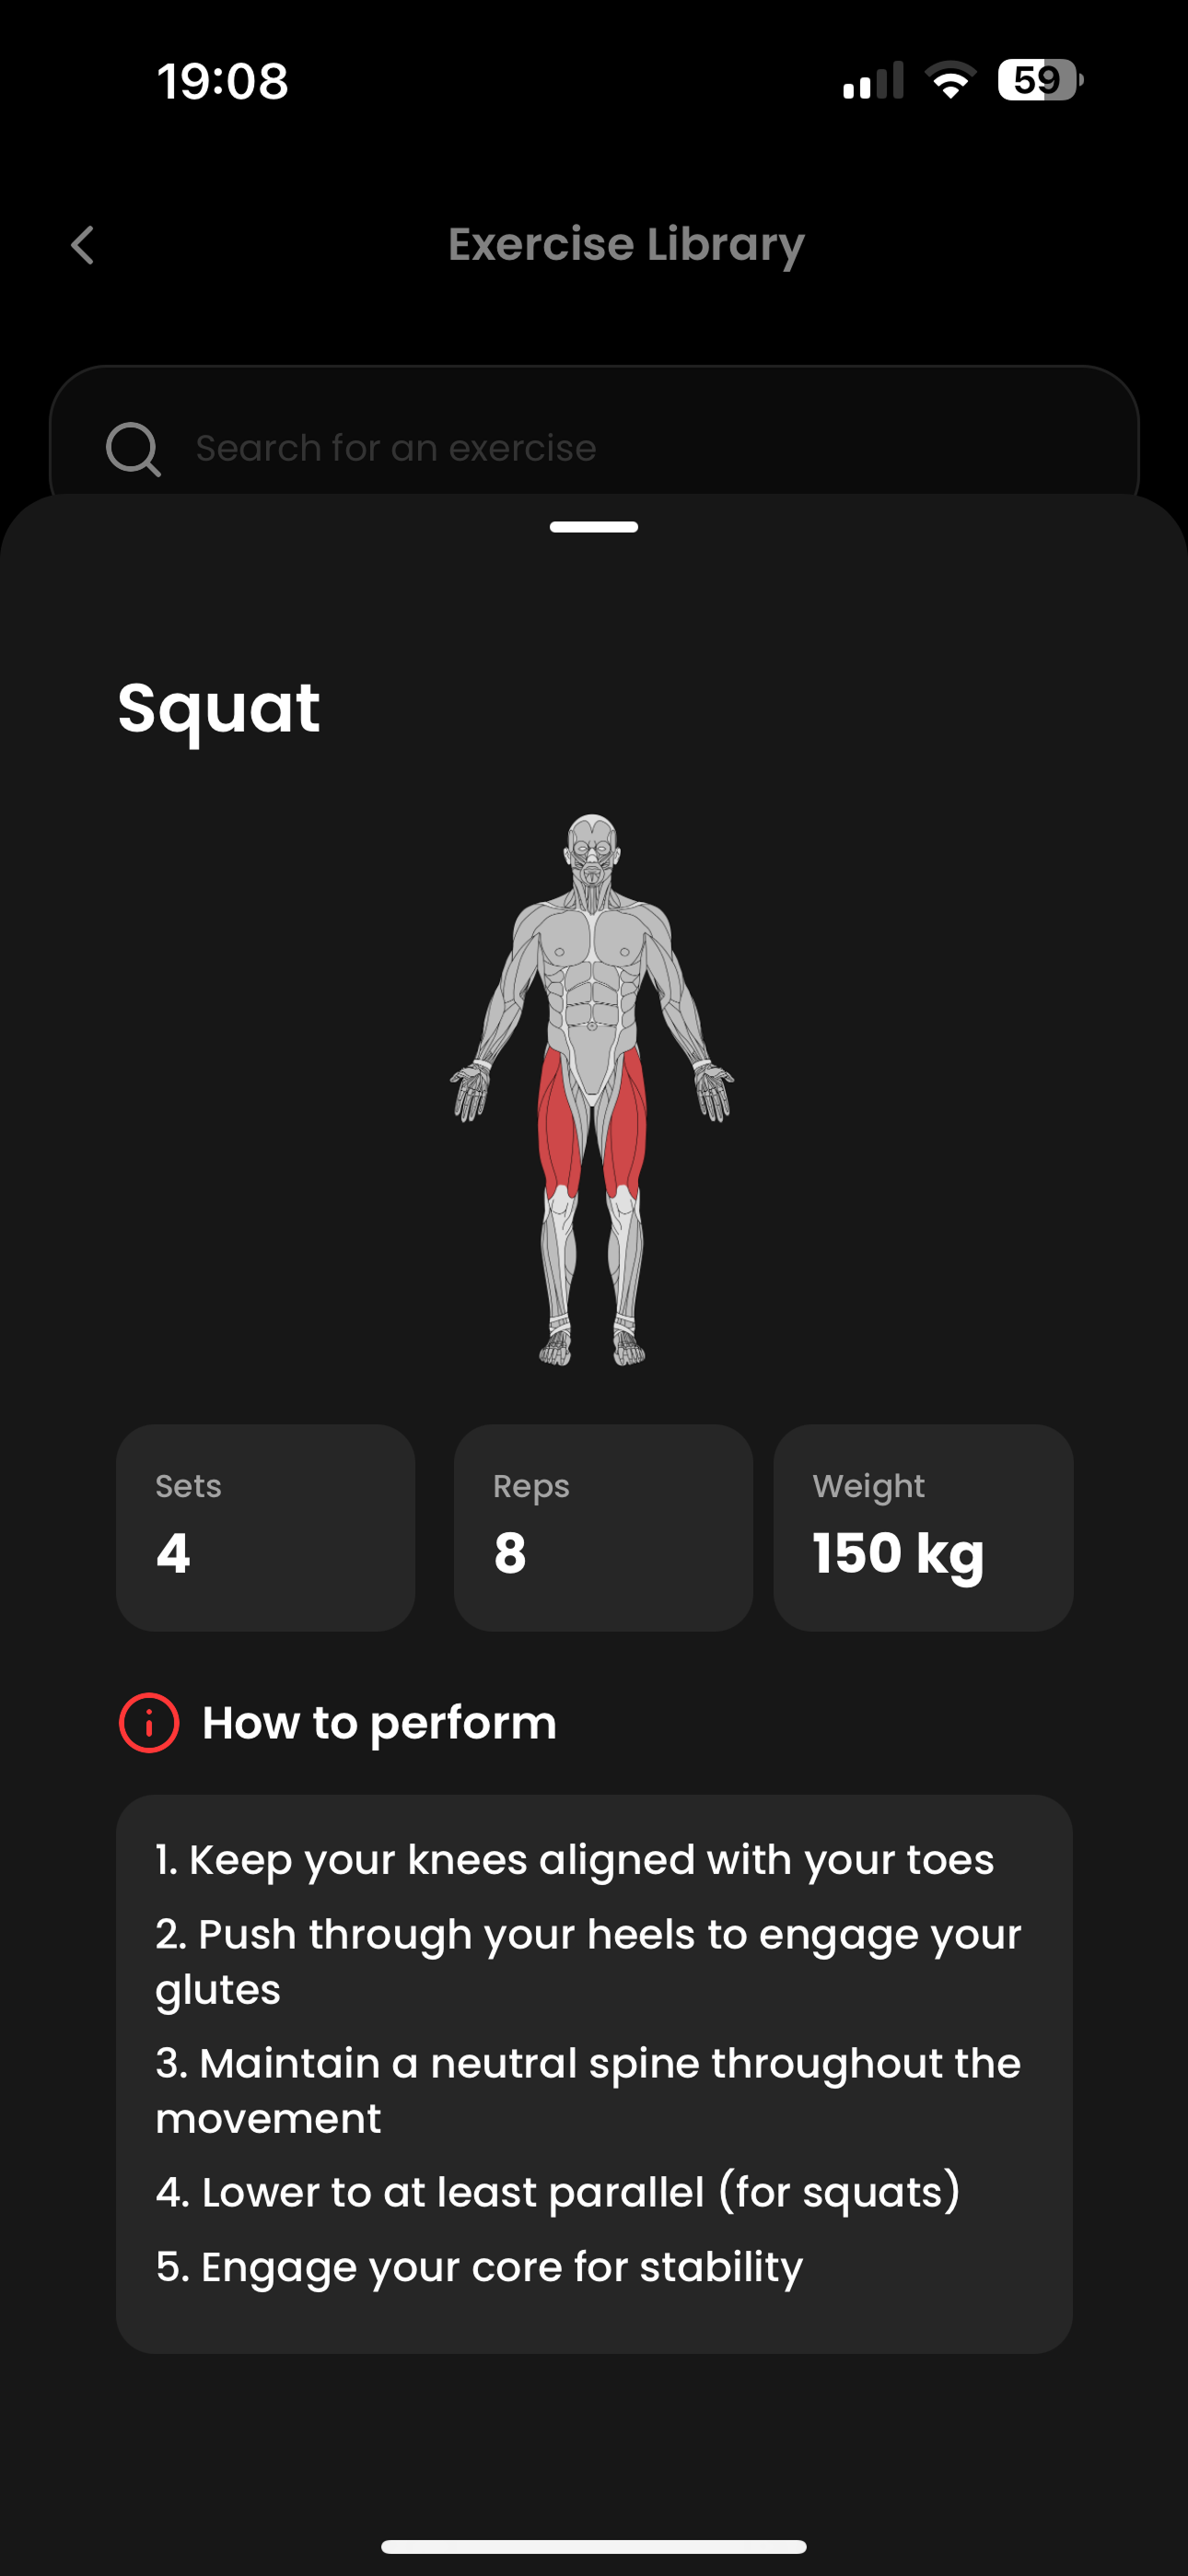 19:08
59
Exercise Library
Search for an exercise
Squat
Sets
Reps
Weight
4
8
150 kg
How to perform
1. Keep your knees aligned with your toes
2. Push through your heels to engage your
glutes
3. Maintain a neutral spine throughout the
movement
4. Lower to at least parallel (for squats)
5. Engage your core for stability